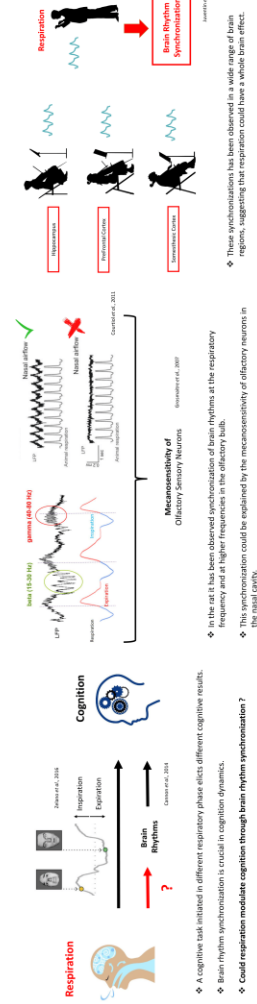 Respiration
Zelano et al., 2016
Inspiration
Expiration
Cognition
Brain
Rhythms
?
Cannon et al., 2014
❖ A cognitive task initiated in different respiratory phase elicts different cognitive results.
❖ Brain rhythm synchronization is crucial in cognition dynamics.
❖ Could respiration modulate cognition through brain rhythm synchronization ?
beta (15-30 Hz)
gamma (40-80 Hz)
LFP
Respiration
Expiration
Inspiration
Nasal airflow
LFP
Animal respiration
Nasal airflow
LFP
Animal respiration
Courtiol et al., 2011
Mecanosensitivity of
Olfactory Sensory Neurons
Grosmaitre et al., 2007
❖ In the rat it has been observed synchronization of brain rhythms at the respiratory
frequency and at higher frequencies in the olfactory bulb.
❖ This synchronization could be explained by the mecanosensitivity of olfactory neurons in
the nasal cavity.
Respiration
Hippocampus
Prefrontal Cortex
Somesthesic Cortex
Brain Rhythm
Synchronization
❖ These synchronizations has been observed in a wide range of brain
regions, suggesting that respiration could have a whole brain effect.